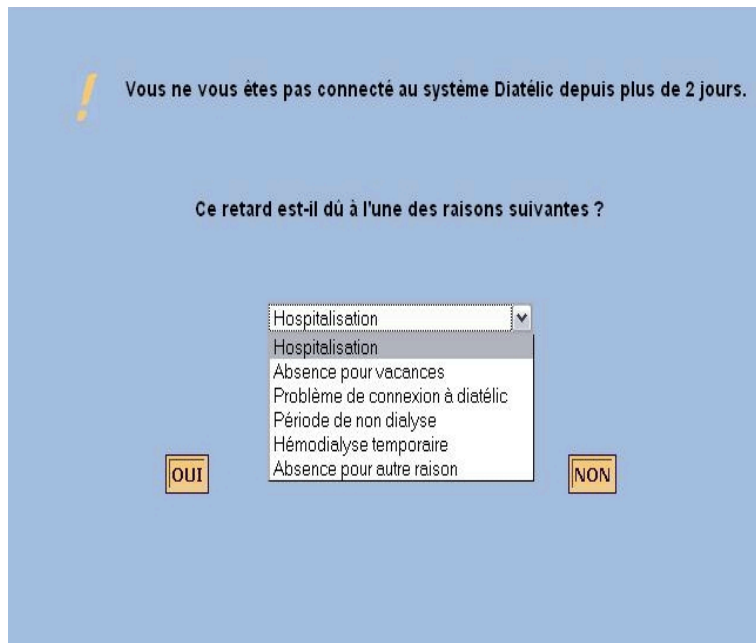 !
Vous ne vous êtes pas connecté au système Diatélic depuis plus de 2 jours.
Ce retard est-il dû à l'une des raisons suivantes ?
Hospitalisation
Hospitalisation
Absence pour vacances
Problème de connexion à diatélic
Période de non dialyse
Hémodialyse temporaire
Absence pour autre raison
OUI
NON